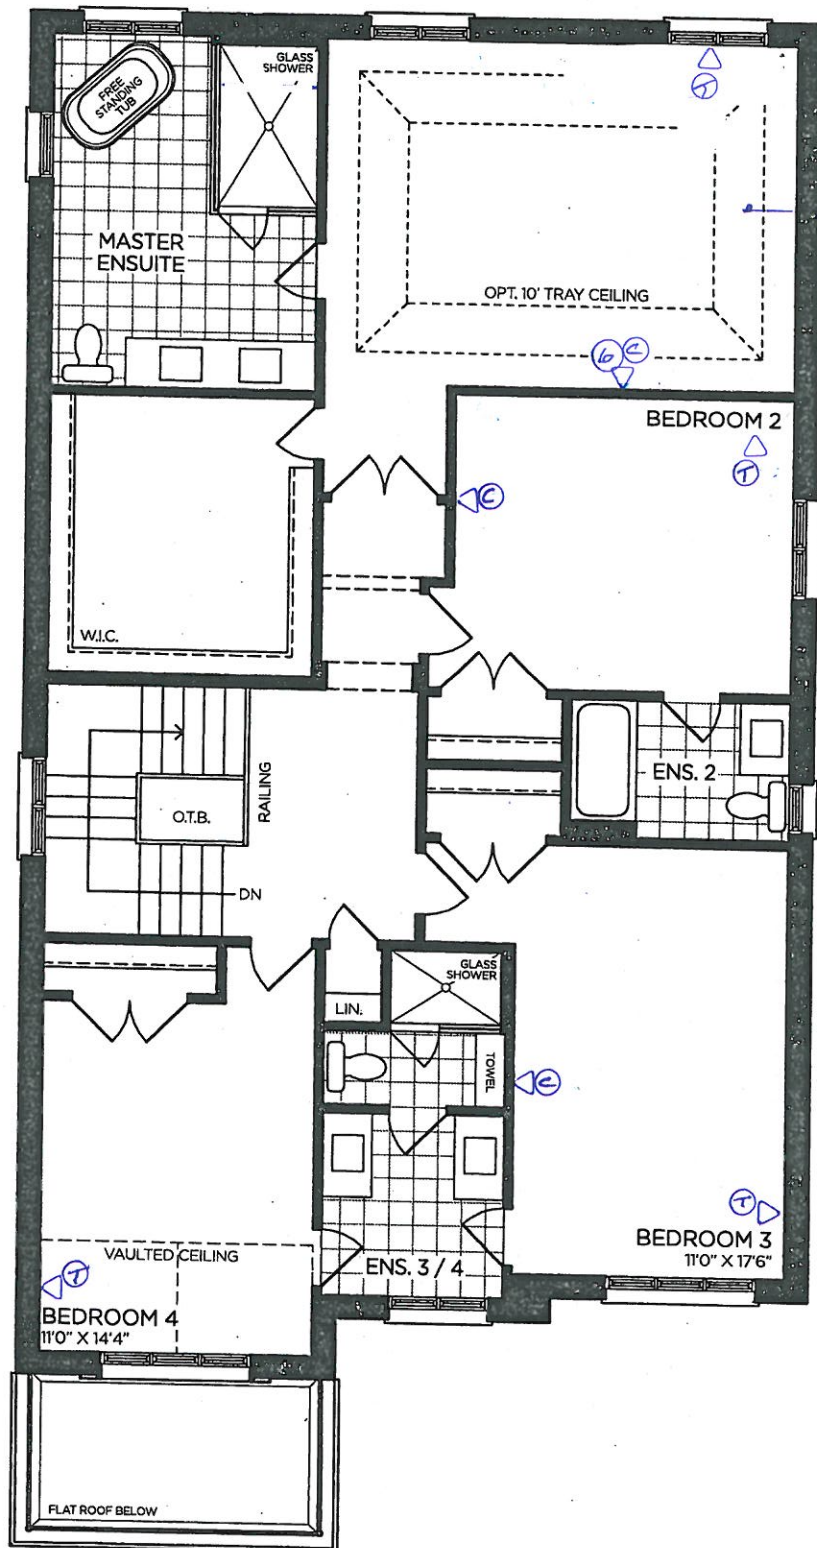 GLASS
SHOWER
FREE
STANDING
TUB
T
MASTER
ENSUITE
OPT. 10' TRAY CEILING
6 C
BEDROOM 2
T
C
W.I.C.
RAILING
O.T.B.
ENS. 2
DN
GLASS
SHOWER
LIN.
TOWEL
C
T
BEDROOM 3
11'0" X 17'6"
VAULTED CEILING
ENS. 3 / 4
T
BEDROOM 4
11'0" X 14'4"
FLAT ROOF BELOW